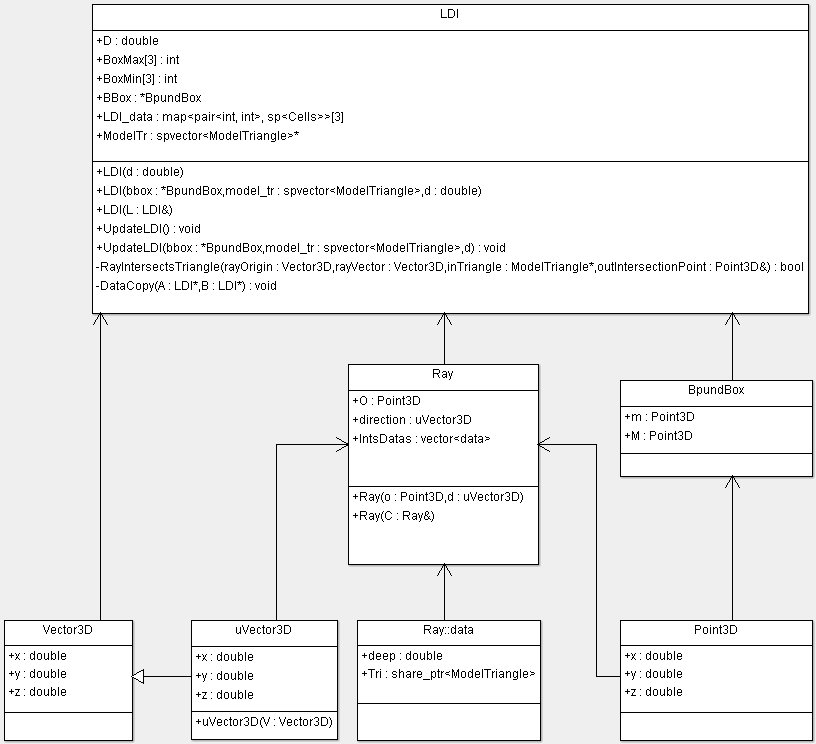 LDI
+D : double
+BoxMax[3] : int
+BoxMin[3] : int
+BBox : *BpundBox
+LDI_data : map<pair<int, int>, sp<Cells>>[3]
+ModelTr : spvector<ModelTriangle>*
+LDI(d : double)
+LDI(bbox : *BpundBox,model_tr : spvector<ModelTriangle>,d : double)
+LDI(L : LDI&)
+UpdateLDI() : void
+UpdateLDI(bbox : *BpundBox,model_tr : spvector<ModelTriangle>,d) : void
-RayIntersectsTriangle(rayOrigin : Vector3D,rayVector : Vector3D,inTriangle : ModelTriangle*,outIntersectionPoint : Point3D&) : bool
-DataCopy(A : LDI*,B : LDI*) : void
Ray
+O : Point3D
+direction : uVector3D
+IntsDatas : vector<data>
+Ray(o : Point3D,d : uVector3D)
+Ray(C : Ray&)
BpundBox
+m : Point3D
+M : Point3D
Vector3D
+x : double
+y : double
+z : double
uVector3D
+x : double
+y : double
+z : double
+uVector3D(V : Vector3D)
Ray::data
+deep : double
+Tri : share_ptr<ModelTriangle>
Point3D
+x : double
+y : double
+z : double